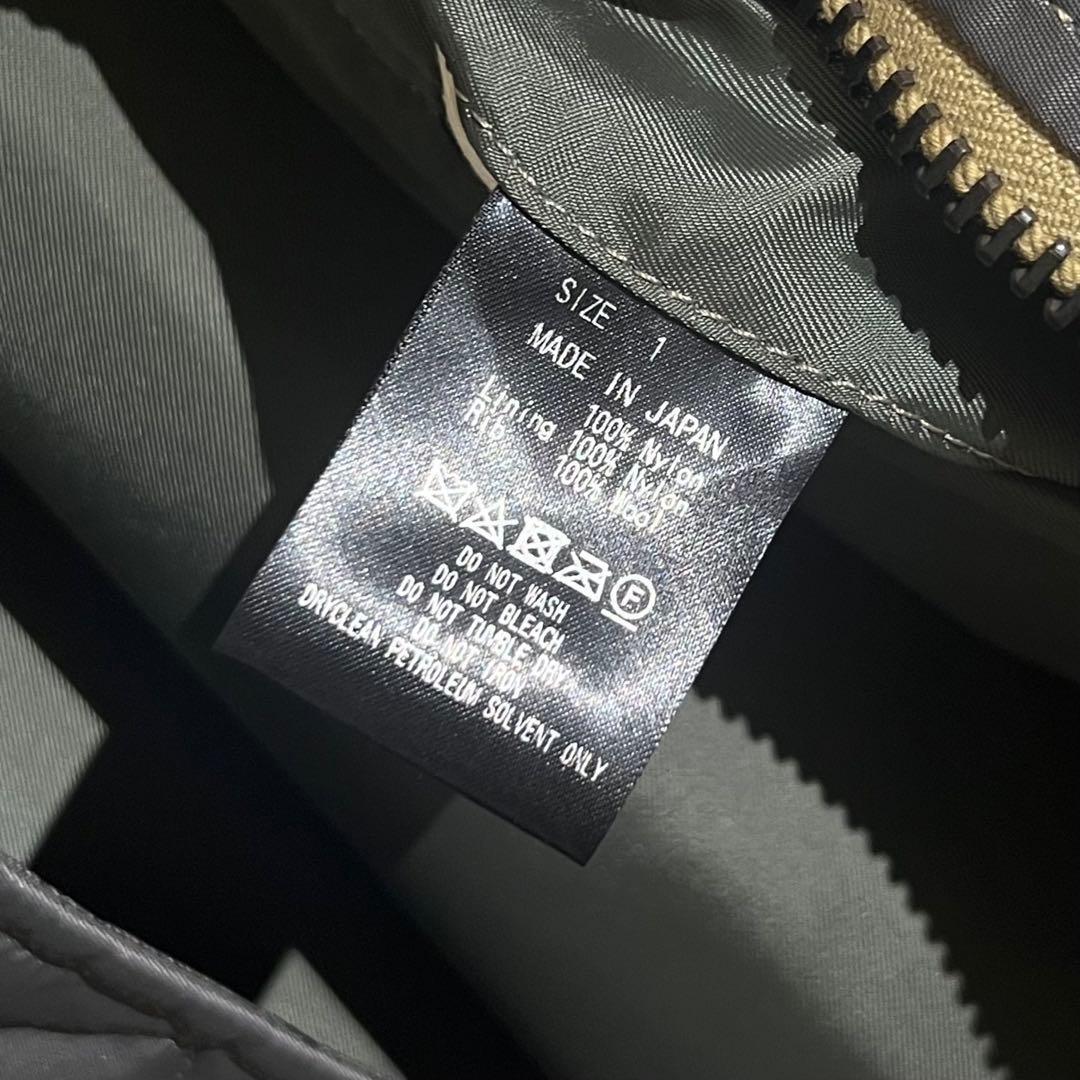 SIZE 1
MADE IN JAPAN
100% Nylon
Lining 100% Nylon
Rib 100% Wool
F
DO NOT WASH
DO NOT BLEACH
DO NOT TUMBLE DRY
DO NOT IRON
DRYCLEAN PETROLEUM SOLVENT ONLY